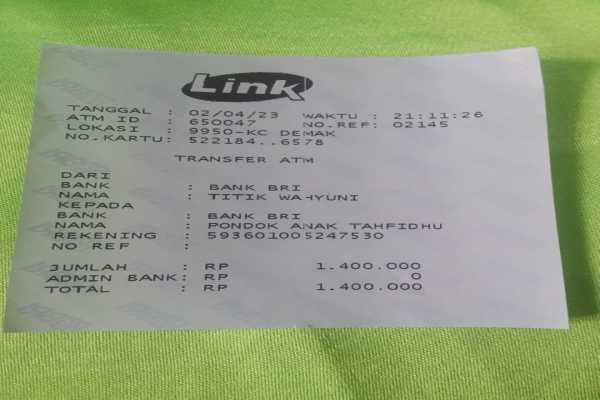 Link
TANGGAL : 02/04/23 WAKTU : 21:11:26
ATM ID : 650047 NO.REF: 02145
LOKASI : 9950-KC DEMAK
NO.KARTU: 522184..6578
TRANSFER ATM
DARI
BANK : BANK BRI
NAMA : TITIK WAHYUNI
KEPADA
BANK : BANK BRI
NAMA : PONDOK ANAK TAHFIDHU
REKENING : 593601005247530
NO REF :
JUMLAH : RP 1.400.000
ADMIN BANK: RP 0
TOTAL : RP 1.400.000